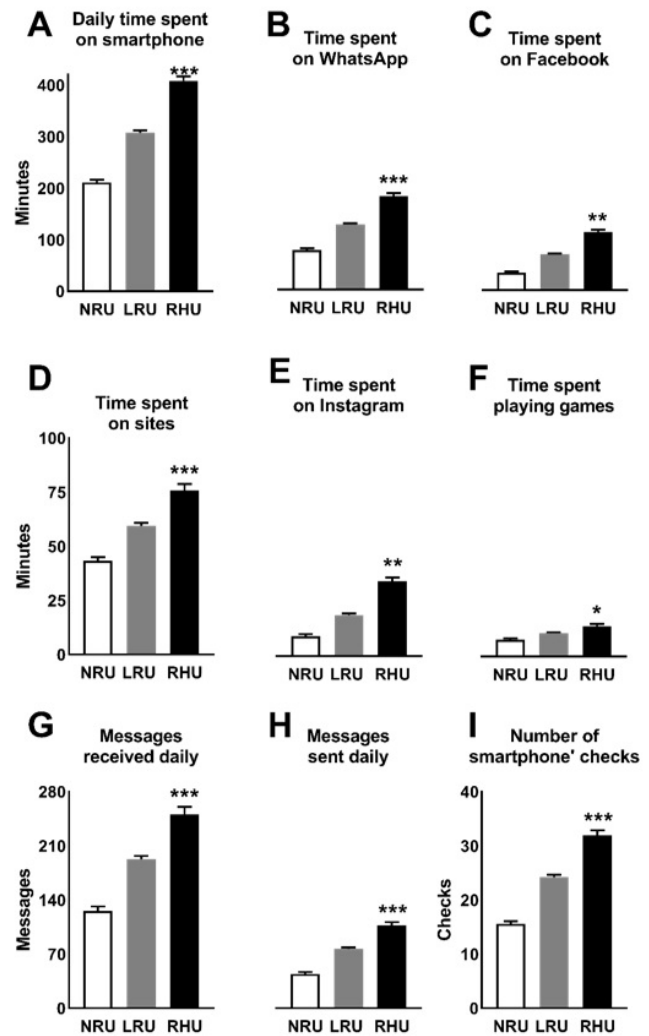 A
Daily time spent
on smartphone
B
Time spent
on WhatsApp
C
Time spent
on Facebook
Minutes
400
300
200
100
0
***
***
**
NRU LRU RHU
NRU LRU RHU
NRU LRU RHU
D
Time spent
on sites
E
Time spent
on Instagram
F
Time spent
playing games
Minutes
100
75
50
25
0
***
**
*
NRU LRU RHU
NRU LRU RHU
NRU LRU RHU
G
Messages
received daily
H
Messages
sent daily
I
Number of
smartphone' checks
Messages
280
210
140
70
0
***
***
Checks
40
30
20
10
0
***
NRU LRU RHU
NRU LRU RHU
NRU LRU RHU